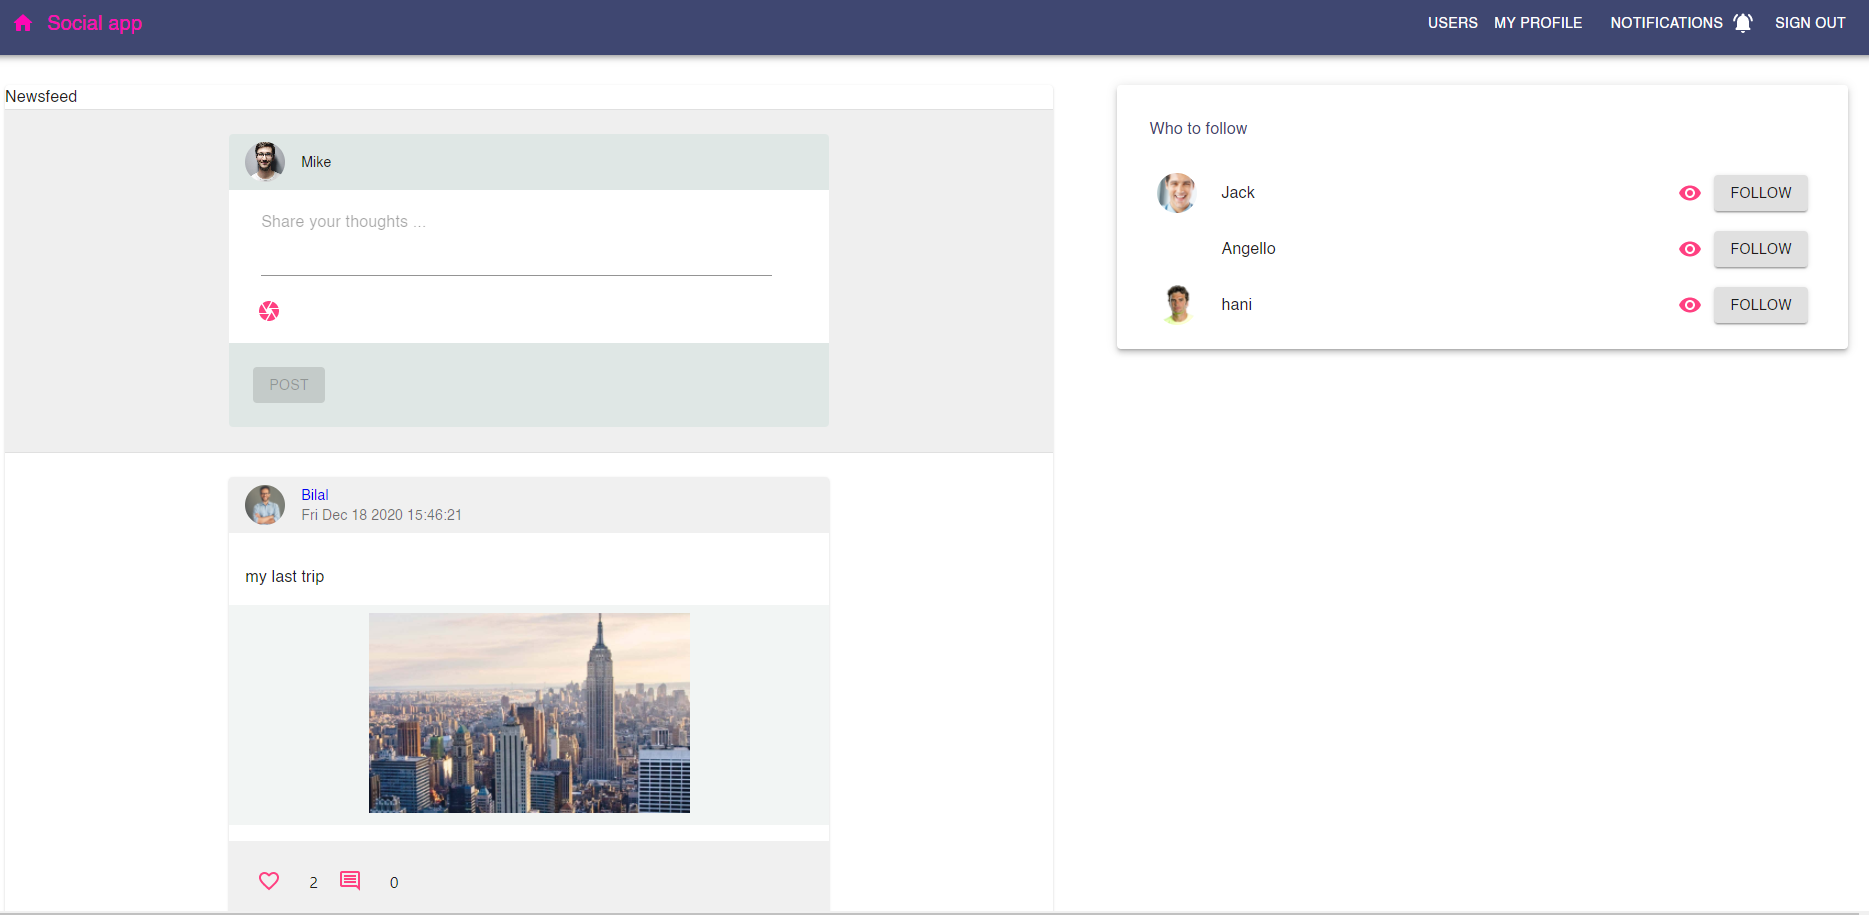 Social app
USERS MY PROFILE NOTIFICATIONS SIGN OUT
Newsfeed
Mike
Share your thoughts ...
POST
Bilal
Fri Dec 18 2020 15:46:21
my last trip
2 0
Who to follow
Jack FOLLOW
Angello FOLLOW
hani FOLLOW